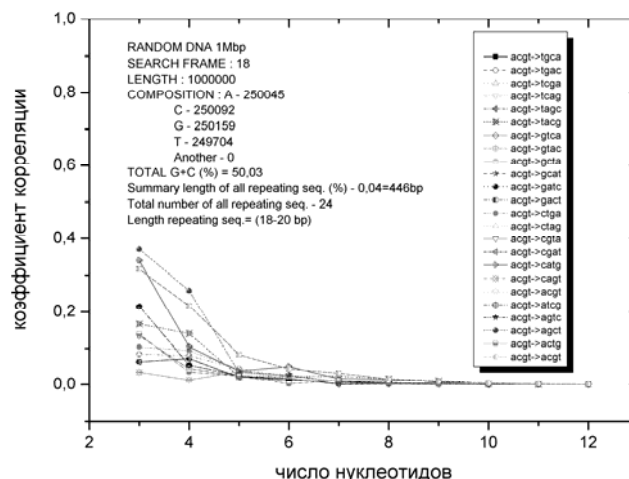 1,0
0,8
0,6
0,4
0,2
0,0
коэффициент корреляции
RANDOM DNA 1Mbp
SEARCH FRAME : 18
LENGTH : 1000000
COMPOSITION : A - 250045
C - 250092
G - 250159
T - 249704
Another - 0
TOTAL G+C (%) = 50,03
Summary length of all repeating seq. (%) - 0,04=446bp
Total number of all repeating seq. - 24
Length repeating seq.= (18-20 bp)
acgt->tgca
acgt->tgac
acgt->tcga
acgt->tcag
acgt->tagc
acgt->tacg
acgt->gtca
acgt->gtac
acgt->gcta
acgt->gcat
acgt->gatc
acgt->gact
acgt->ctga
acgt->ctag
acgt->cgta
acgt->cgat
acgt->catg
acgt->cagt
acgt->acgt
acgt->atcg
acgt->agtc
acgt->agct
acgt->actg
acgt->acgt
2 4 6 8 10 12
число нуклеотидов